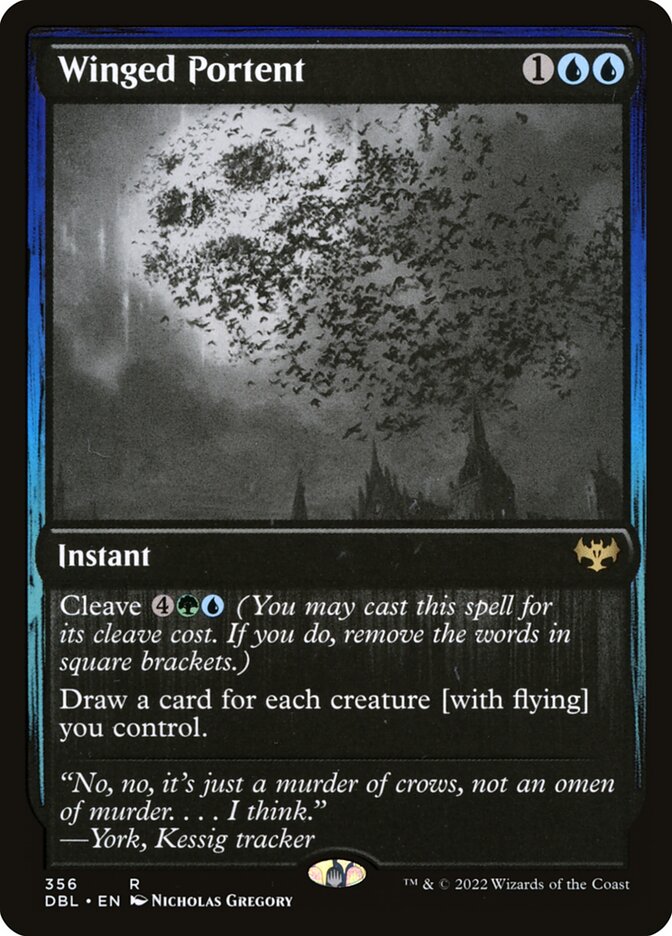 Winged Portent 1
Instant
Cleave 4 (You may cast this spell for
its cleave cost. If you do, remove the words in
square brackets.)
Draw a card for each creature [with flying]
you control.
“No, no, it’s just a murder of crows, not an omen
of murder. . . . I think.”
—York, Kessig tracker
356 R
DBL • EN Nicholas Gregory
™ & © 2022 Wizards of the Coast